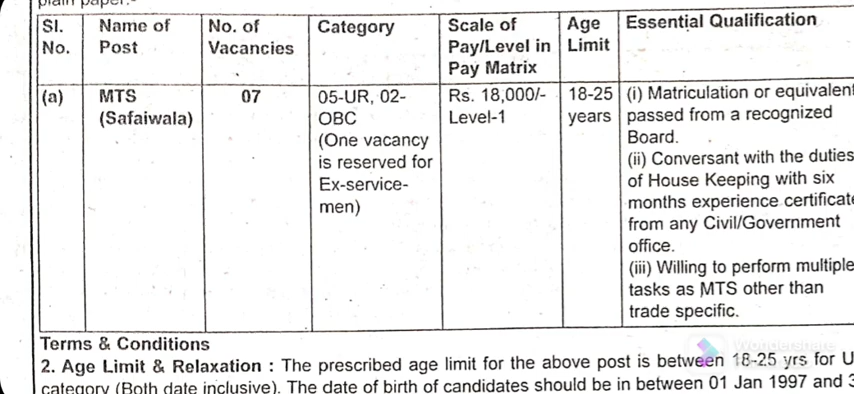 plain paper.-
Sl. No.
Name of Post
No. of Vacancies
Category
Scale of Pay/Level in Pay Matrix
Age Limit
Essential Qualification
(a)
MTS
(Safaiwala)
07
05-UR, 02-
OBC
(One vacancy
is reserved for
Ex-service-
men)
Rs. 18,000/-
Level-1
18-25
years
(i) Matriculation or equivalent
passed from a recognized
Board.
(ii) Conversant with the duties
of House Keeping with six
months experience certificate
from any Civil/Government
office.
(iii) Willing to perform multiple
tasks as MTS other than
trade specific.
Terms & Conditions
2. Age Limit & Relaxation : The prescribed age limit for the above post is between 18-25 yrs for U
category (Both date inclusive). The date of birth of candidates should be in between 01 Jan 1997 and 3
Wondershare